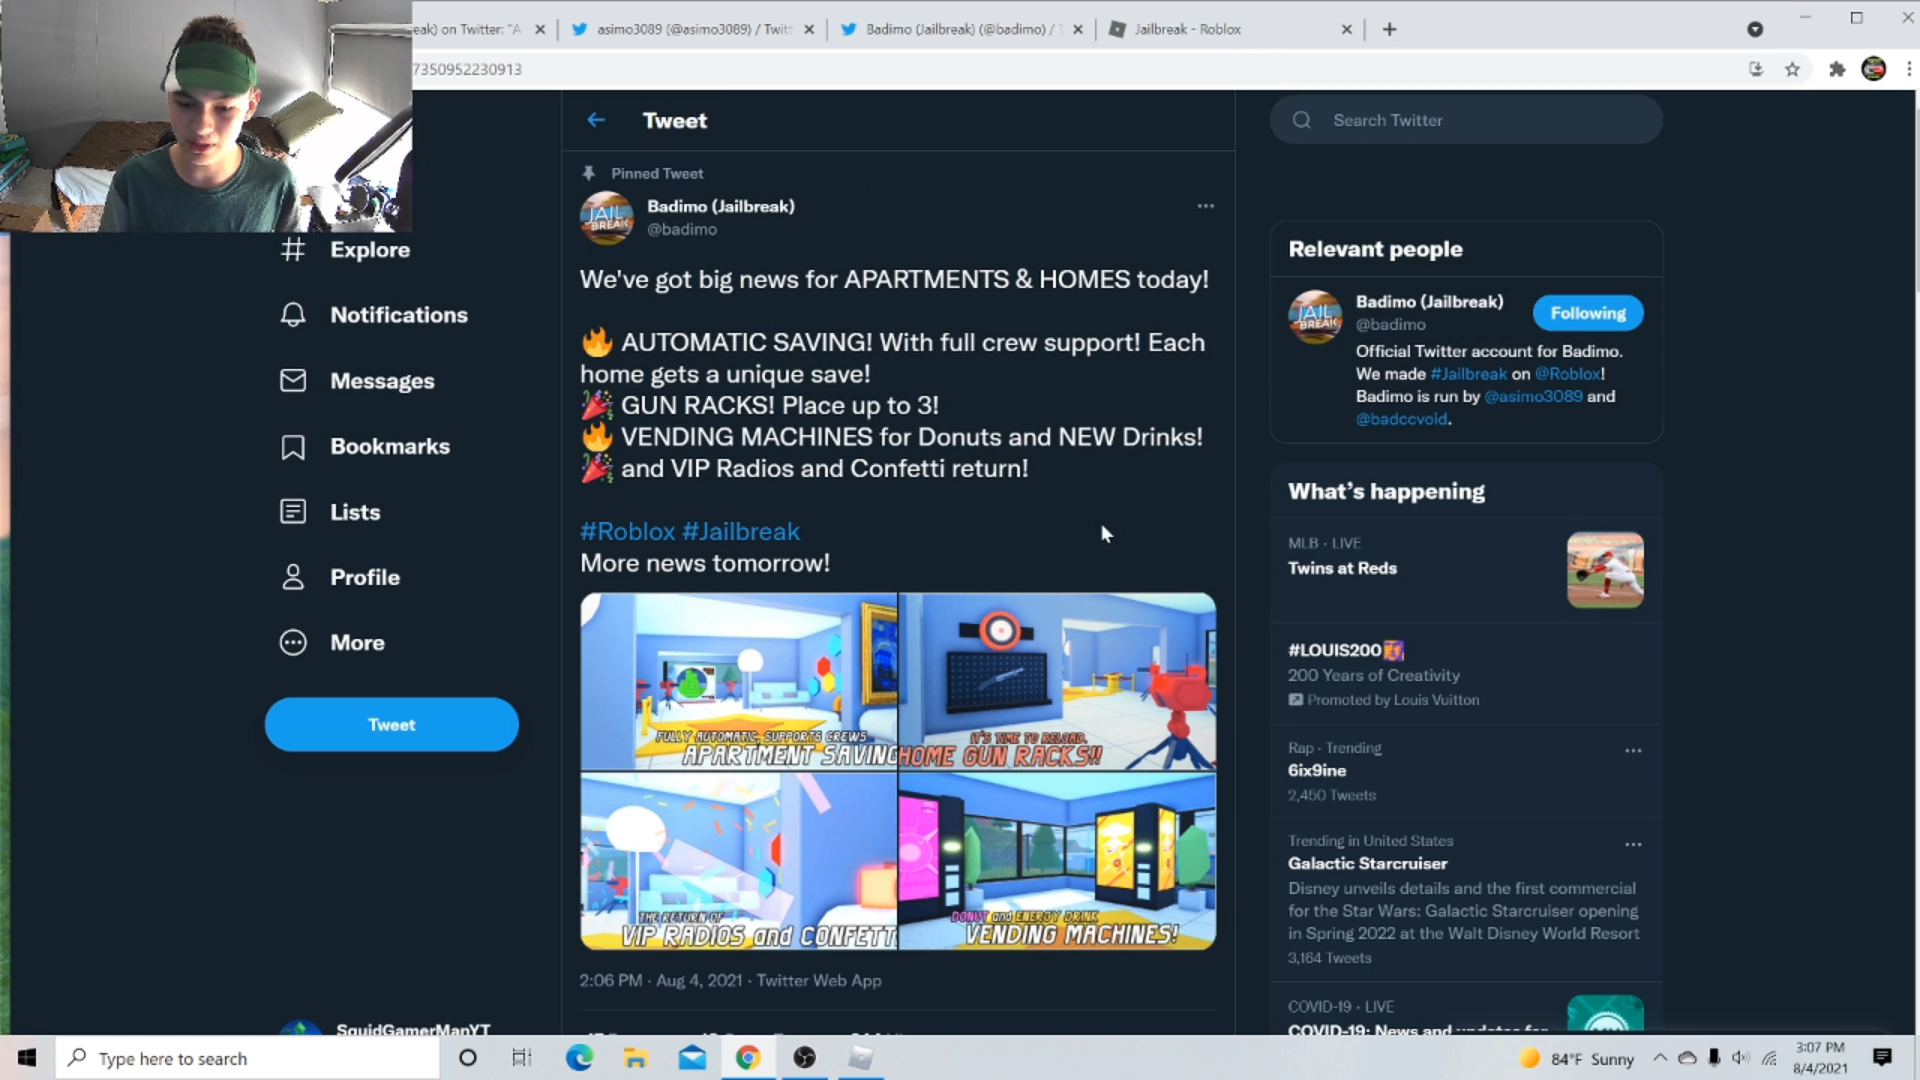 eak) on Twitter: "A
asimo3089 (@asimo3089) / Twitt
Badimo (Jailbreak) (@badimo) / T
Jailbreak - Roblox
7350952230913
Tweet
Search Twitter
Pinned Tweet
Badimo (Jailbreak)
@badimo
We've got big news for APARTMENTS & HOMES today!
🔥 AUTOMATIC SAVING! With full crew support! Each
home gets a unique save!
🎉 GUN RACKS! Place up to 3!
🔥 VENDING MACHINES for Donuts and NEW Drinks!
🎉 and VIP Radios and Confetti return!
#Roblox #Jailbreak
More news tomorrow!
FULLY AUTOMATIC, SUPPORTS CREWS
APARTMENT SAVING
IT'S TIME TO RELOAD.
HOME GUN RACKS!!
THE RETURN OF
VIP RADIOS and CONFETT
DONUT and ENERGY DRINK
VENDING MACHINES!
2:06 PM · Aug 4, 2021 · Twitter Web App
Explore
Notifications
Messages
Bookmarks
Lists
Profile
More
Tweet
SquidGamerManYT
Relevant people
Badimo (Jailbreak)
@badimo
Following
Official Twitter account for Badimo.
We made #Jailbreak on @Roblox!
Badimo is run by @asimo3089 and
@badccvoid.
What's happening
MLB · LIVE
Twins at Reds
#LOUIS200
200 Years of Creativity
Promoted by Louis Vuitton
Rap · Trending
6ix9ine
2,450 Tweets
Trending in United States
Galactic Starcruiser
Disney unveils details and the first commercial
for the Star Wars: Galactic Starcruiser opening
in Spring 2022 at the Walt Disney World Resort
3,164 Tweets
COVID-19 · LIVE
COVID-19: News and updates for
Type here to search
84°F Sunny
3:07 PM
8/4/2021